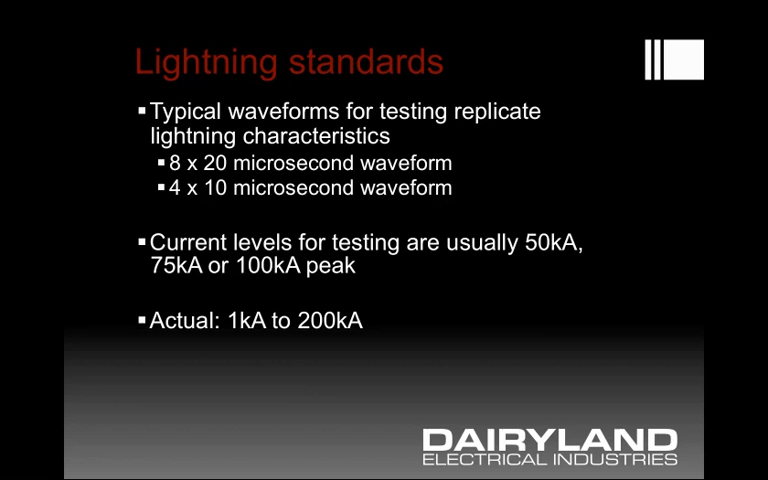 Lightning standards
▪Typical waveforms for testing replicate
lightning characteristics
▪8 x 20 microsecond waveform
▪4 x 10 microsecond waveform
▪Current levels for testing are usually 50kA,
75kA or 100kA peak
▪Actual: 1kA to 200kA
DAIRYLAND
ELECTRICAL INDUSTRIES